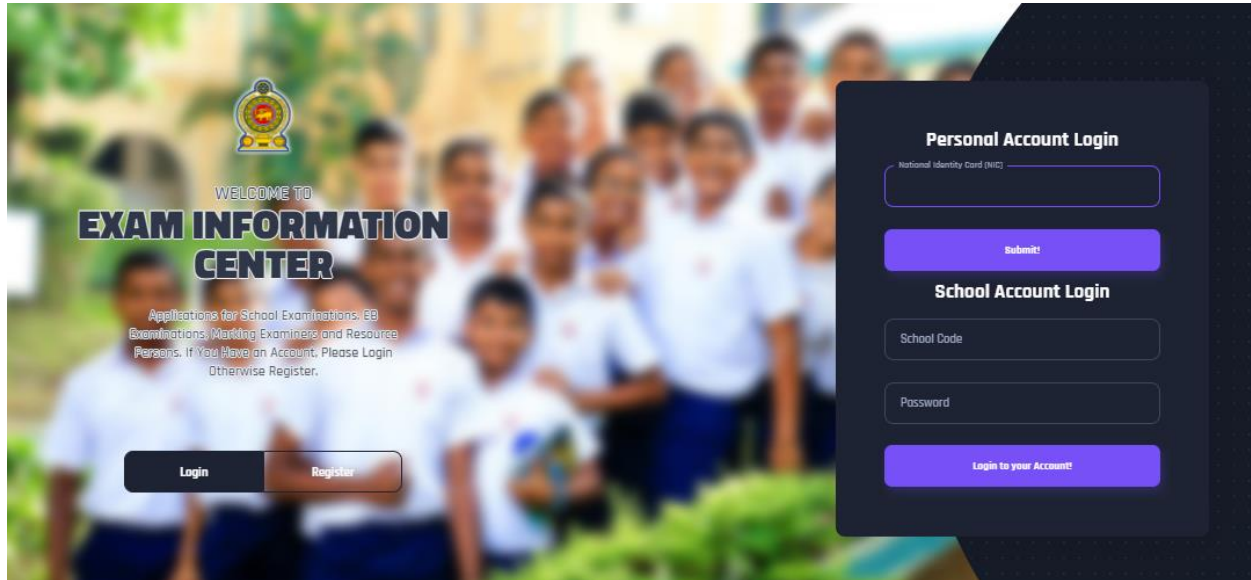 WELCOME TO
EXAM INFORMATION
CENTER
Applications for School Examinations, EB
Examinations, Marking Examiners and Resource
Persons. If You Have an Account, Please Login
Otherwise Register.
Login
Register
Personal Account Login
National Identity Card (NIC)
Submit!
School Account Login
School Code
Password
Login to your Account!